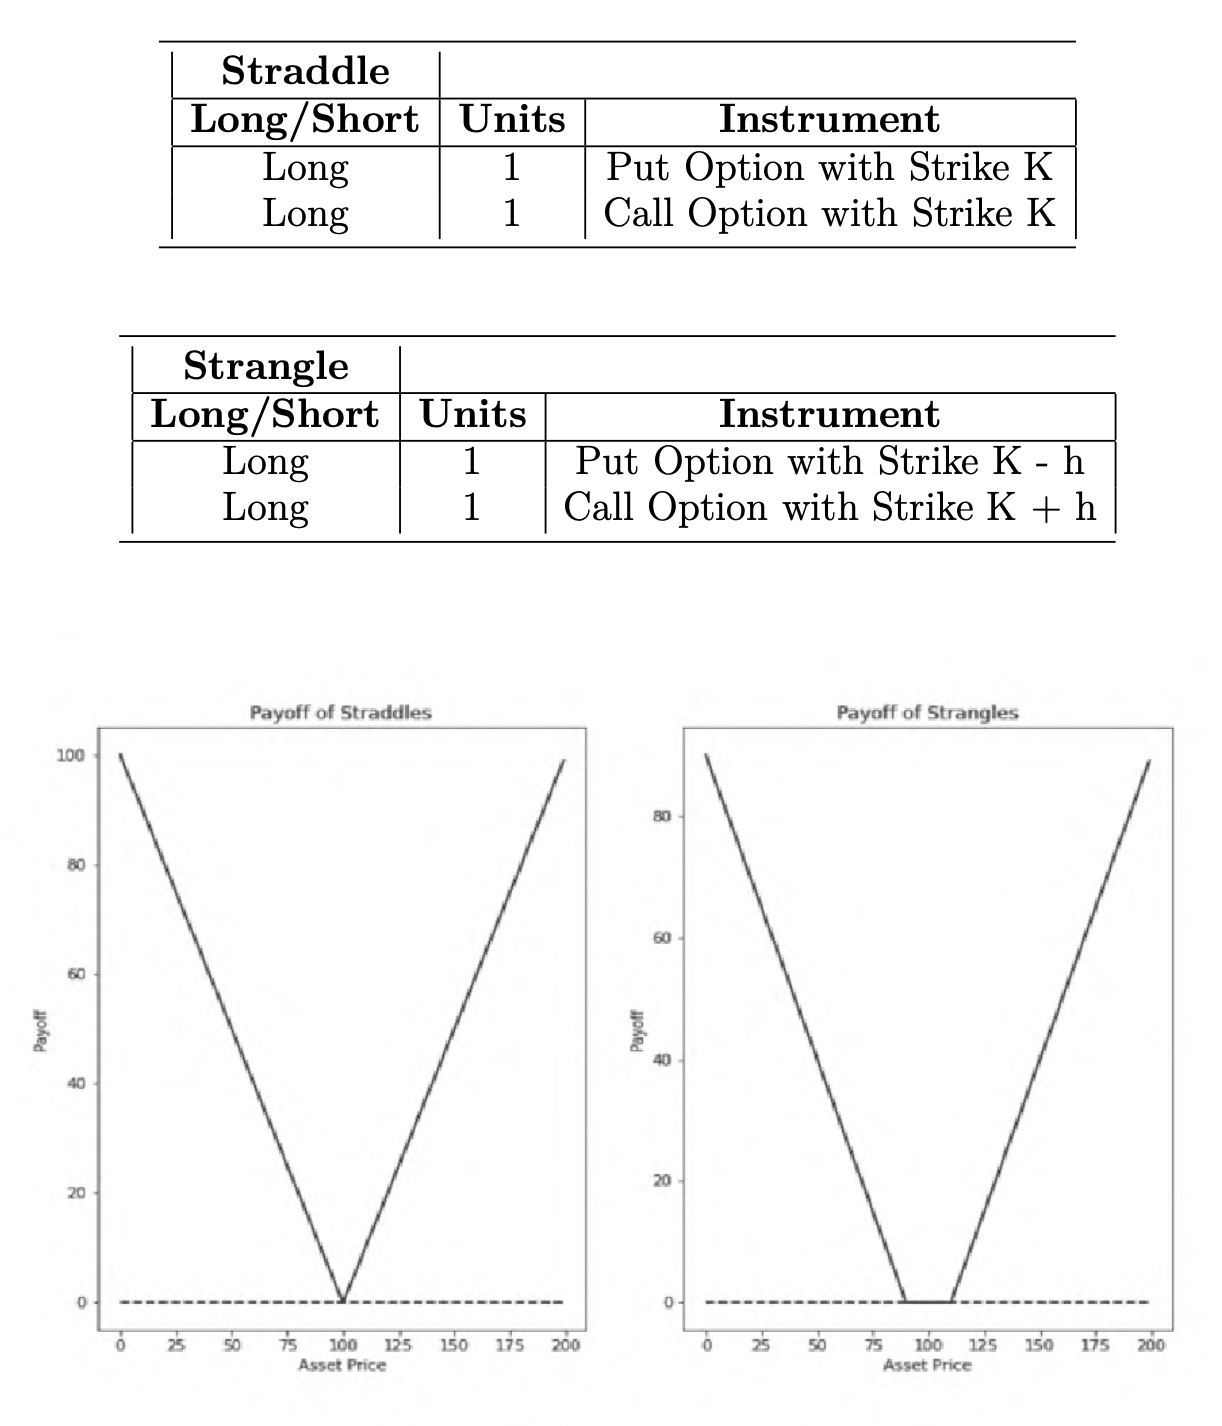 Straddle
Long/Short Units Instrument
Long 1 Put Option with Strike K
Long 1 Call Option with Strike K
Strangle
Long/Short Units Instrument
Long 1 Put Option with Strike K - h
Long 1 Call Option with Strike K + h
Payoff of Straddles
100
80
60
40
20
0
Payoff
0 25 50 75 100 125 150 175 200
Asset Price
Payoff of Strangles
80
60
40
20
0
Payoff
0 25 50 75 100 125 150 175 200
Asset Price